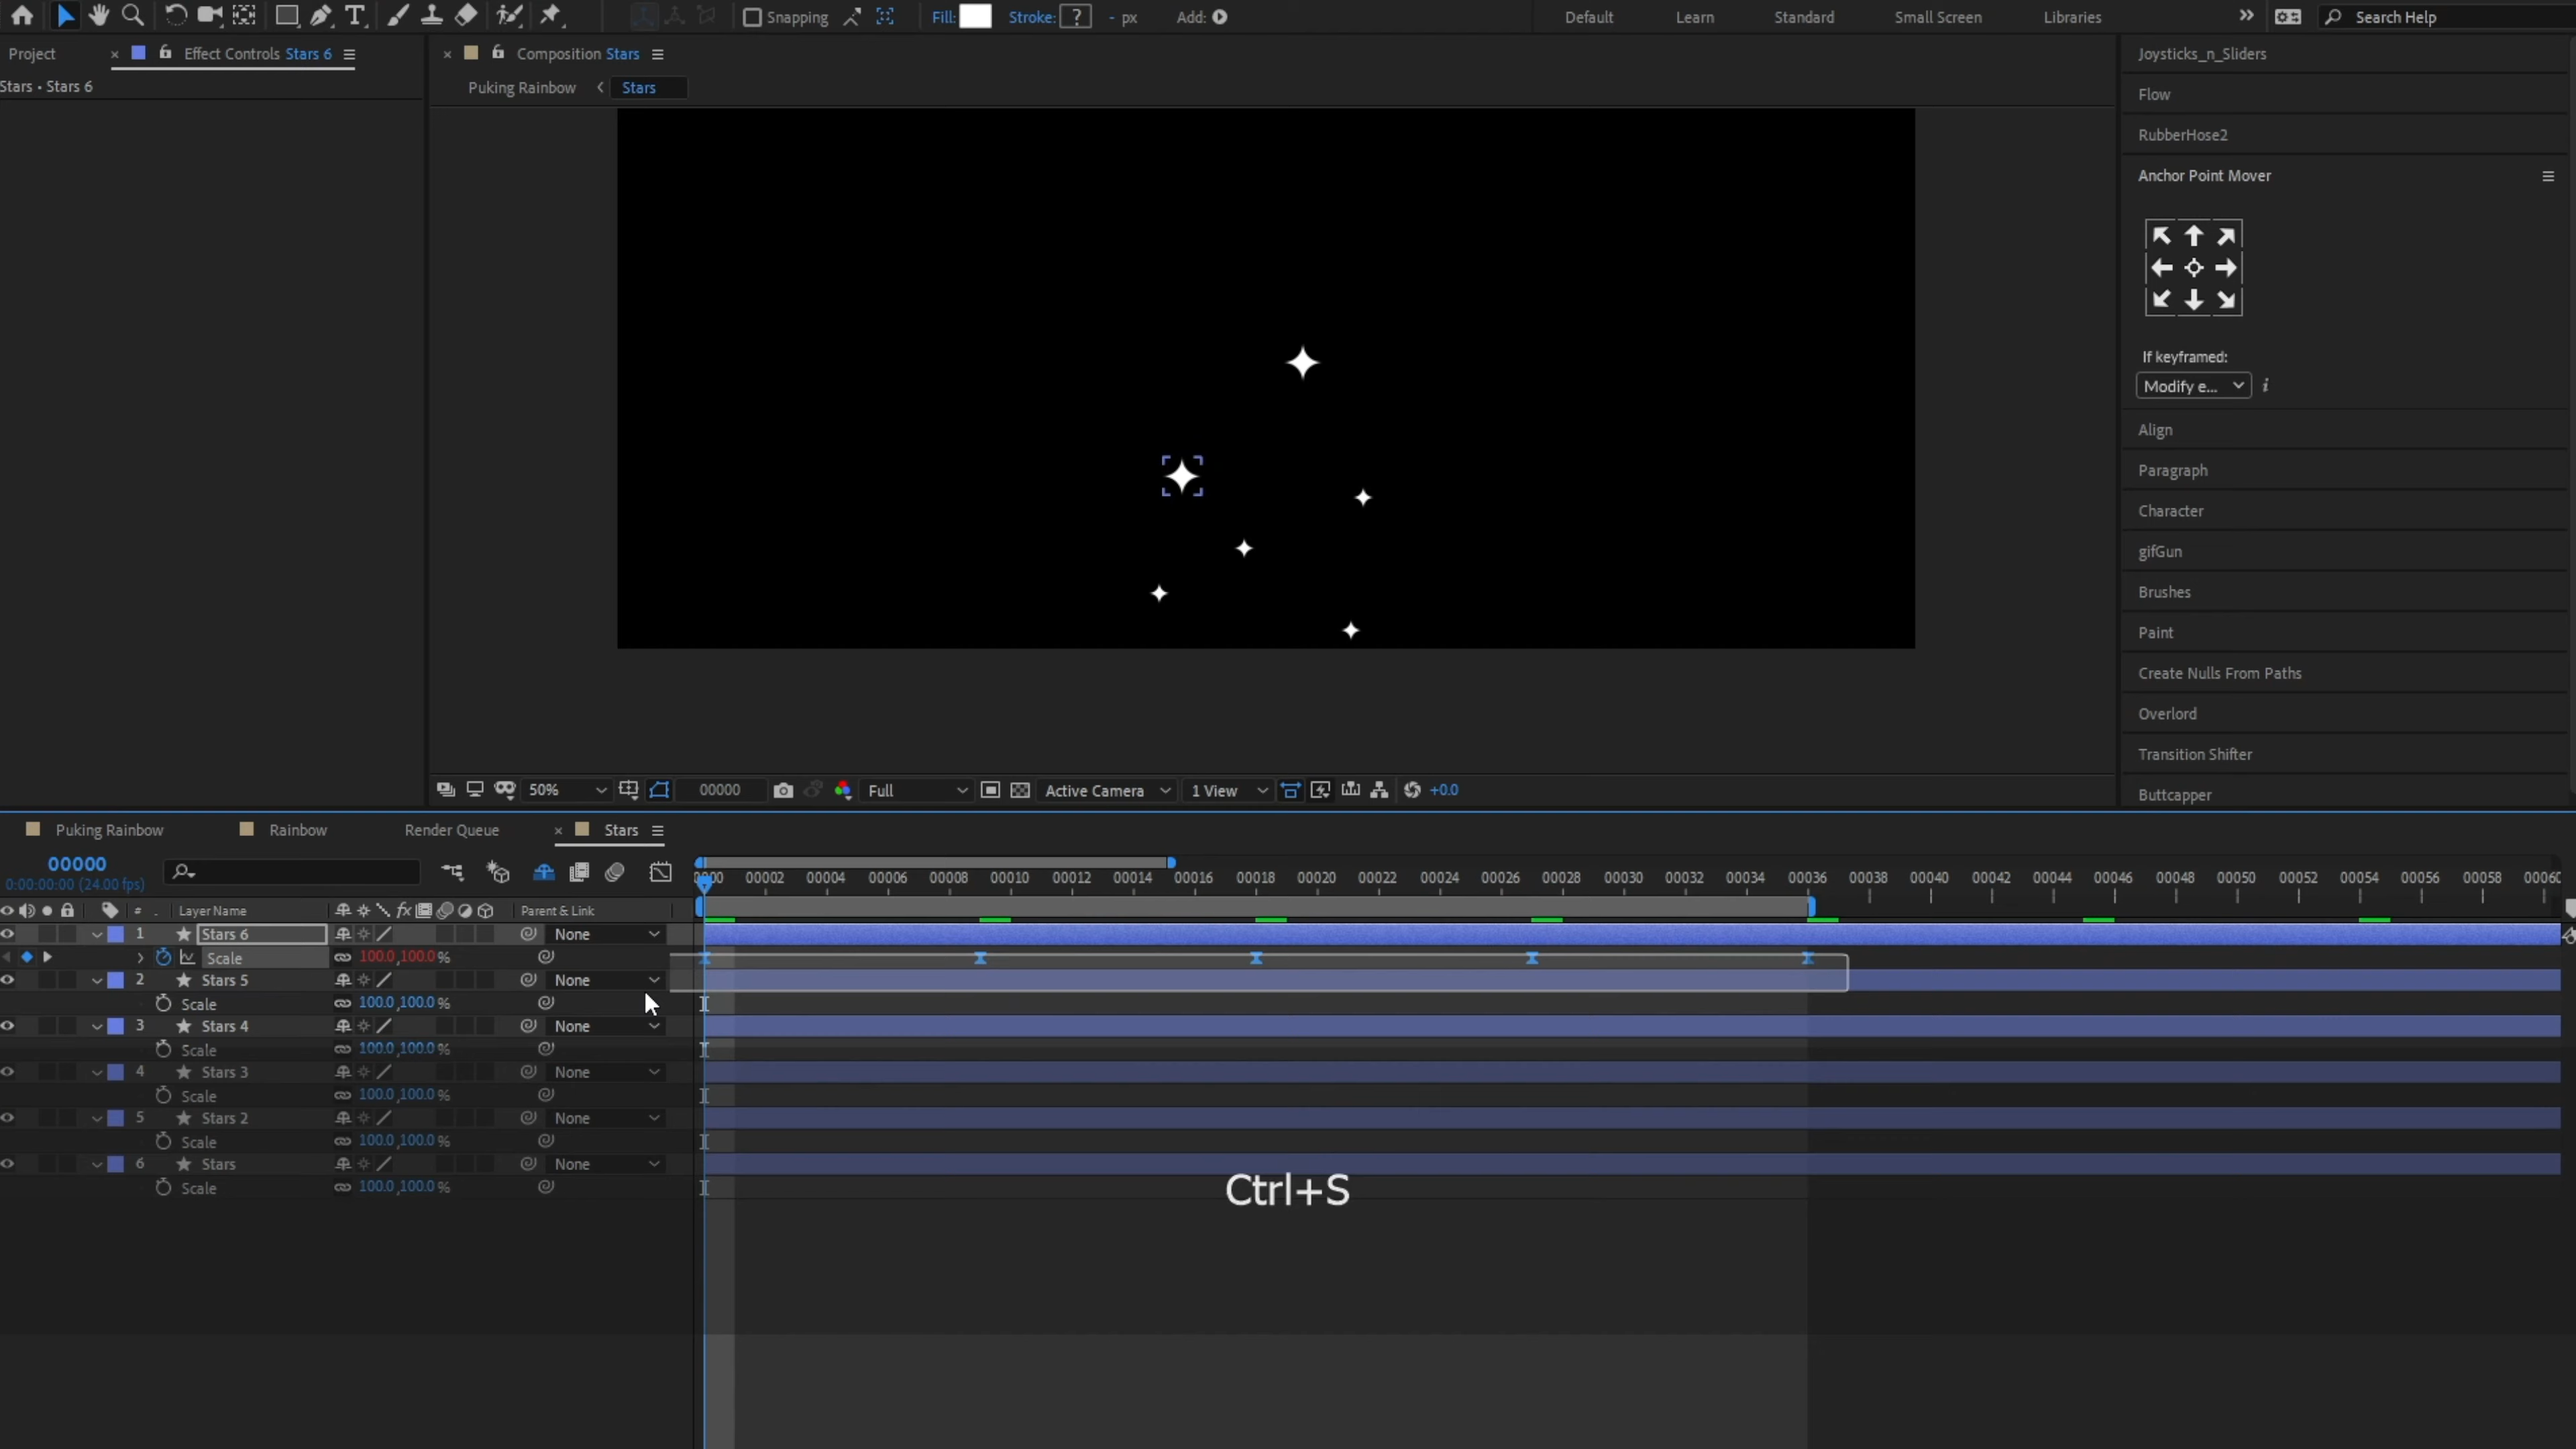 Snapping Fill: Stroke: ? - px Add: Default Learn Standard Small Screen Libraries Search Help
Project Effect Controls Stars 6
Stars • Stars 6
Composition Stars
Puking Rainbow Stars
Joysticks_n_Sliders
Flow
RubberHose2
Anchor Point Mover
If keyframed:
Modify e...
Align
Paragraph
Character
gifGun
Brushes
Paint
Create Nulls From Paths
Overlord
Transition Shifter
Buttcapper
50% 00000 Full Active Camera 1 View +0.0
Puking Rainbow Rainbow Render Queue Stars
00000
0:00:00:00 (24.00 fps)
0000 00002 00004 00006 00008 00010 00012 00014 00016 00018 00020 00022 00024 00026 00028 00030 00032 00034 00036 00038 00040 00042 00044 00046 00048 00050 00052 00054 00056 00058 0006
# Layer Name fx Parent & Link
1 Stars 6 None
Scale 100.0,100.0 %
2 Stars 5 None
Scale 100.0,100.0 %
3 Stars 4 None
Scale 100.0,100.0 %
4 Stars 3 None
Scale 100.0,100.0 %
5 Stars 2 None
Scale 100.0,100.0 %
6 Stars None
Scale 100.0,100.0 %
Ctrl+S